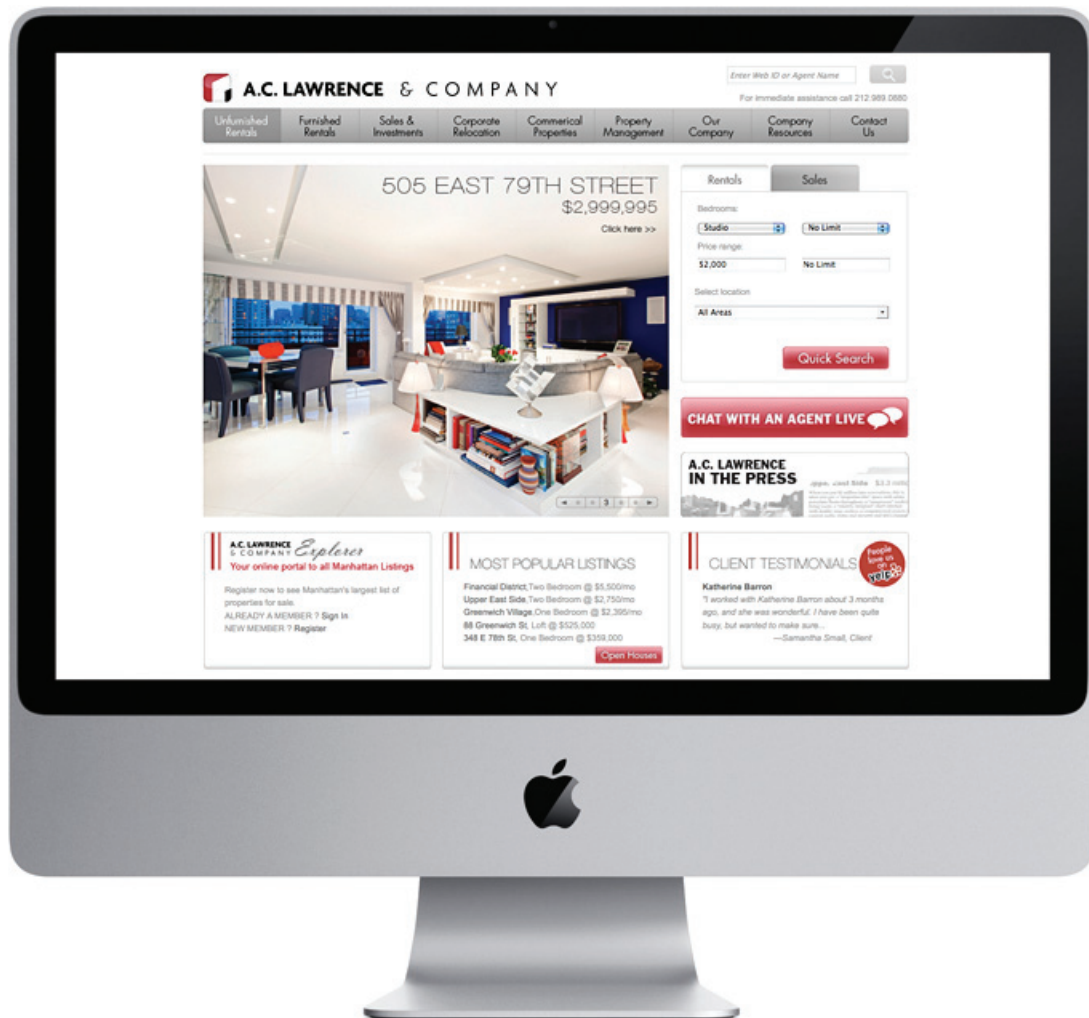 A.C. LAWRENCE & COMPANY
Enter Web ID or Agent Name
For immediate assistance call 212.989.0880
Unfurnished Rentals
Furnished Rentals
Sales & Investments
Corporate Relocation
Commerical Properties
Property Management
Our Company
Company Resources
Contact Us
505 EAST 79TH STREET
$2,999,995
Click here >>
Rentals
Sales
Bedrooms:
Studio
No Limit
Price range:
$2,000
No Limit
Select location
All Areas
Quick Search
CHAT WITH AN AGENT LIVE
A.C. LAWRENCE
IN THE PRESS
3
A.C. LAWRENCE
& COMPANY Explorer
Your online portal to all Manhattan Listings
Register now to see Manhattan's largest list of
properties for sale.
ALREADY A MEMBER ? Sign In
NEW MEMBER ? Register
MOST POPULAR LISTINGS
Financial District,Two Bedroom @ $5,500/mo
Upper East Side,Two Bedroom @ $2,750/mo
Greenwich Village,One Bedroom @ $2,395/mo
88 Greenwich St, Loft @ $525,000
348 E 78th St, One Bedroom @ $359,000
Open Houses
CLIENT TESTIMONIALS
People
love us
on
yelp
Katherine Barron
"I worked with Katherine Barron about 3 months
ago, and she was wonderful. I have been quite
busy, but wanted to make sure...
—Samantha Small, Client